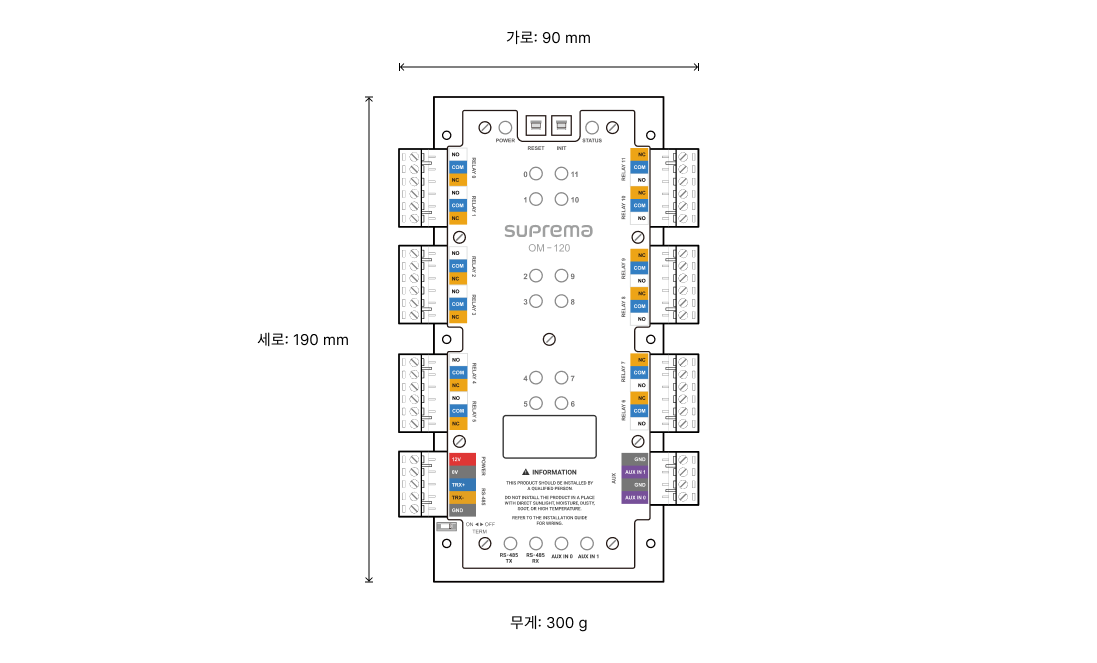 가로: 90 mm
세로: 190 mm
POWER
RESET
INIT
STATUS
NO
COM
NC
RELAY 0
NO
COM
NC
RELAY 1
NO
COM
NC
RELAY 2
NO
COM
NC
RELAY 3
NO
COM
NC
RELAY 4
NO
COM
NC
RELAY 5
12V
0V
POWER
TRX+
TRX-
GND
RS-485
ON ◄► OFF
TERM
0 11
1 10
suprema
OM - 120
2 9
3 8
4 7
5 6
INFORMATION
THIS PRODUCT SHOULD BE INSTALLED BY
A QUALIFIED PERSON.
DO NOT INSTALL THE PRODUCT IN A PLACE
WITH DIRECT SUNLIGHT, MOISTURE, DUSTY,
SOOT, OR HIGH TEMPERATURE.
REFER TO THE INSTALLATION GUIDE
FOR WIRING.
RS-485
TX
RS-485
RX
AUX IN 0
AUX IN 1
RELAY 11
NC
COM
NO
RELAY 10
NC
COM
NO
RELAY 9
NC
COM
NO
RELAY 8
NC
COM
NO
RELAY 7
NC
COM
NO
RELAY 6
NC
COM
NO
AUX
GND
AUX IN 1
GND
AUX IN 0
무게: 300 g